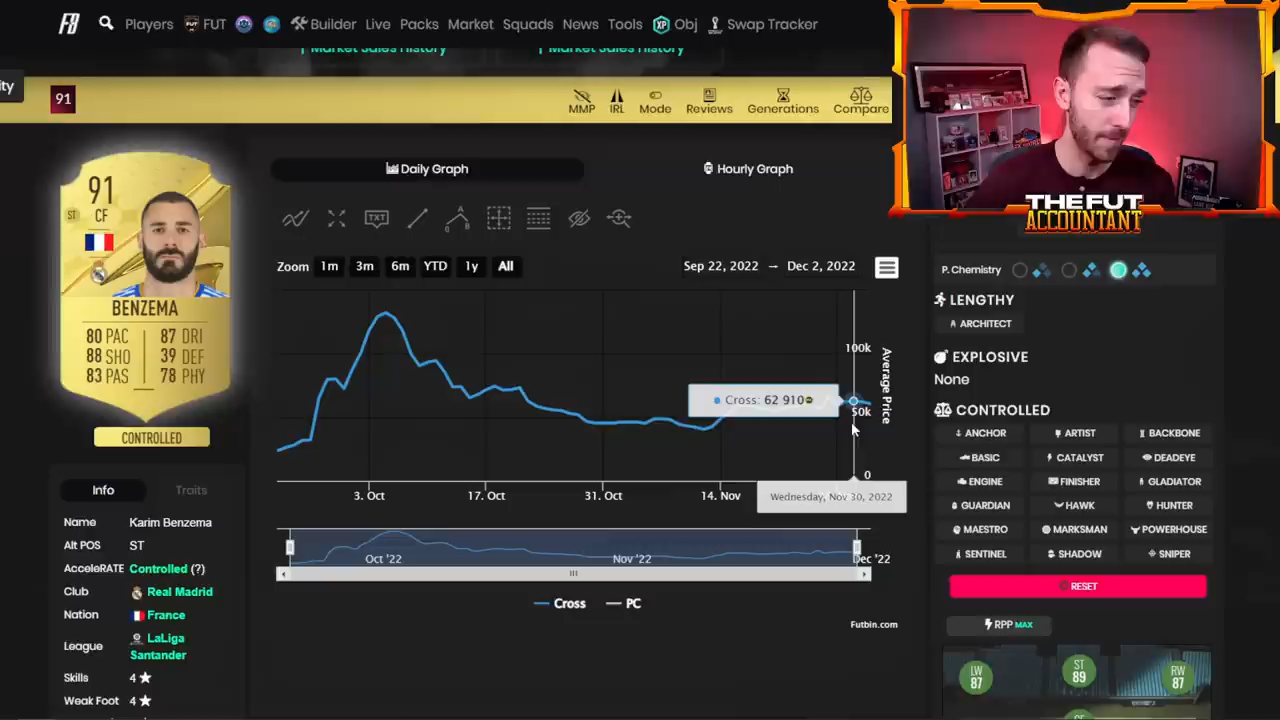 F8 Players FUT Builder Live Packs Market Squads News Tools XP Obj Swap Tracker
Market Sales History Market Sales History
ity
91 MMP IRL Mode Reviews Generations Compare
THE FUT
ACCOUNTANT
Daily Graph Hourly Graph
91
CF
ST
BENZEMA
80 PAC 87 DRI
88 SHO 39 DEF
83 PAS 78 PHY
CONTROLLED
TXT
Zoom 1m 3m 6m YTD 1y All Sep 22, 2022 → Dec 2, 2022
100k
50k
0
Average Price
Cross: 62 910
3. Oct 17. Oct 31. Oct 14. Nov
Wednesday, Nov 30, 2022
Oct '22 Nov '22 Dec '22
Cross PC
Futbin.com
Info Traits
Name Karim Benzema
Alt POS ST
AcceleRATE Controlled (?)
Club Real Madrid
Nation France
League LaLiga Santander
Skills 4
Weak Foot 4
P. Chemistry
LENGTHY
ARCHITECT
EXPLOSIVE
None
CONTROLLED
ANCHOR ARTIST BACKBONE
BASIC CATALYST DEADEYE
ENGINE FINISHER GLADIATOR
GUARDIAN HAWK HUNTER
MAESTRO MARKSMAN POWERHOUSE
SENTINEL SHADOW SNIPER
RESET
RPP MAX
LW 87
ST 89
RW 87